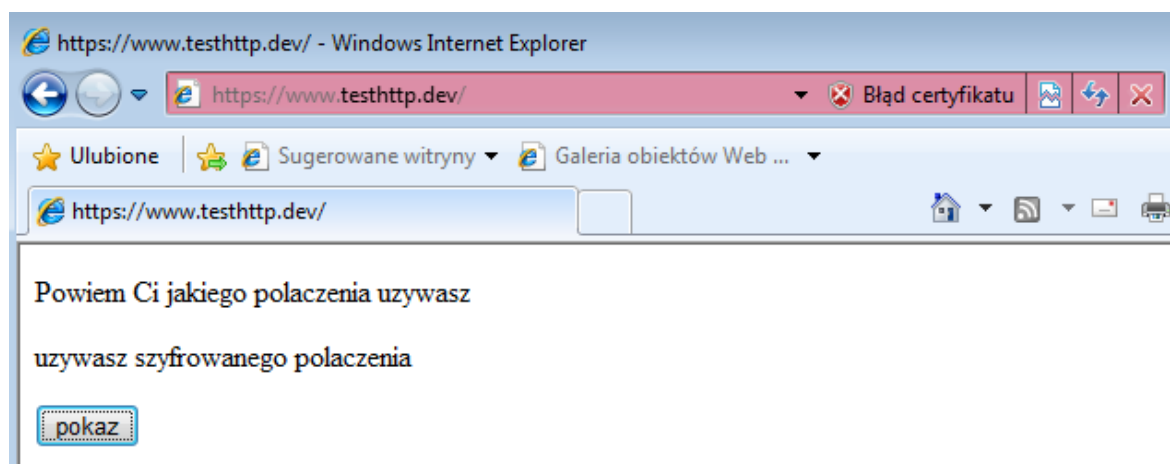 https://www.testhttp.dev/ - Windows Internet Explorer
https://www.testhttp.dev/ Błąd certyfikatu
Ulubione Sugerowane witryny Galeria obiektów Web ...
https://www.testhttp.dev/
Powiem Ci jakiego polaczenia uzywasz
uzywasz szyfrowanego polaczenia
pokaz